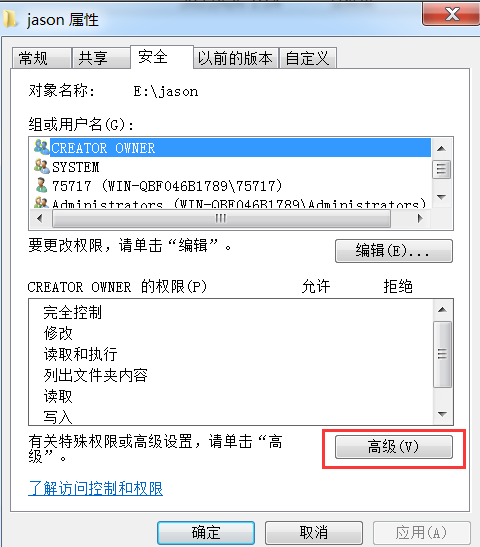 jason 属性
常规 共享 安全 以前的版本 自定义
对象名称: E:\jason
组或用户名(G):
CREATOR OWNER
SYSTEM
75717 (WIN-QBF046B1789\75717)
Administrators (WIN-QBF046B1789\Administrators)
要更改权限,请单击“编辑”。
编辑(E)...
CREATOR OWNER 的权限(P) 允许 拒绝
完全控制
修改
读取和执行
列出文件夹内容
读取
写入
有关特殊权限或高级设置,请单击“高
级”。
高级(V)
了解访问控制和权限
确定 取消 应用(A)